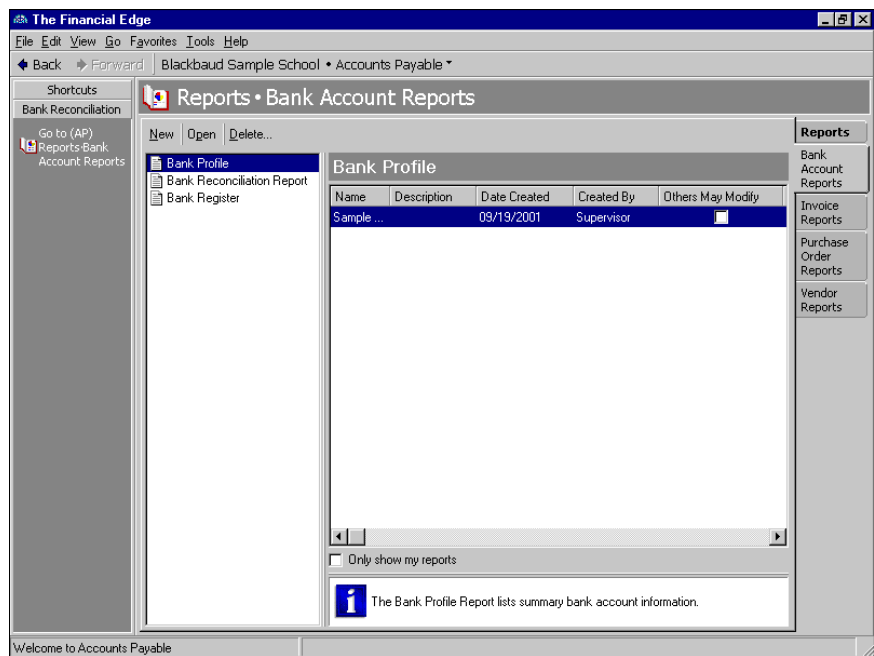 The Financial Edge
File Edit View Go Favorites Tools Help
Back Forward Blackbaud Sample School • Accounts Payable
Shortcuts
Bank Reconciliation
Go to (AP)
Reports-Bank
Account Reports
Reports • Bank Account Reports
New Open Delete...
Bank Profile
Bank Reconciliation Report
Bank Register
Bank Profile
Name Description Date Created Created By Others May Modify
Sample ... 09/19/2001 Supervisor
Only show my reports
The Bank Profile Report lists summary bank account information.
Reports
Bank
Account
Reports
Invoice
Reports
Purchase
Order
Reports
Vendor
Reports
Welcome to Accounts Payable